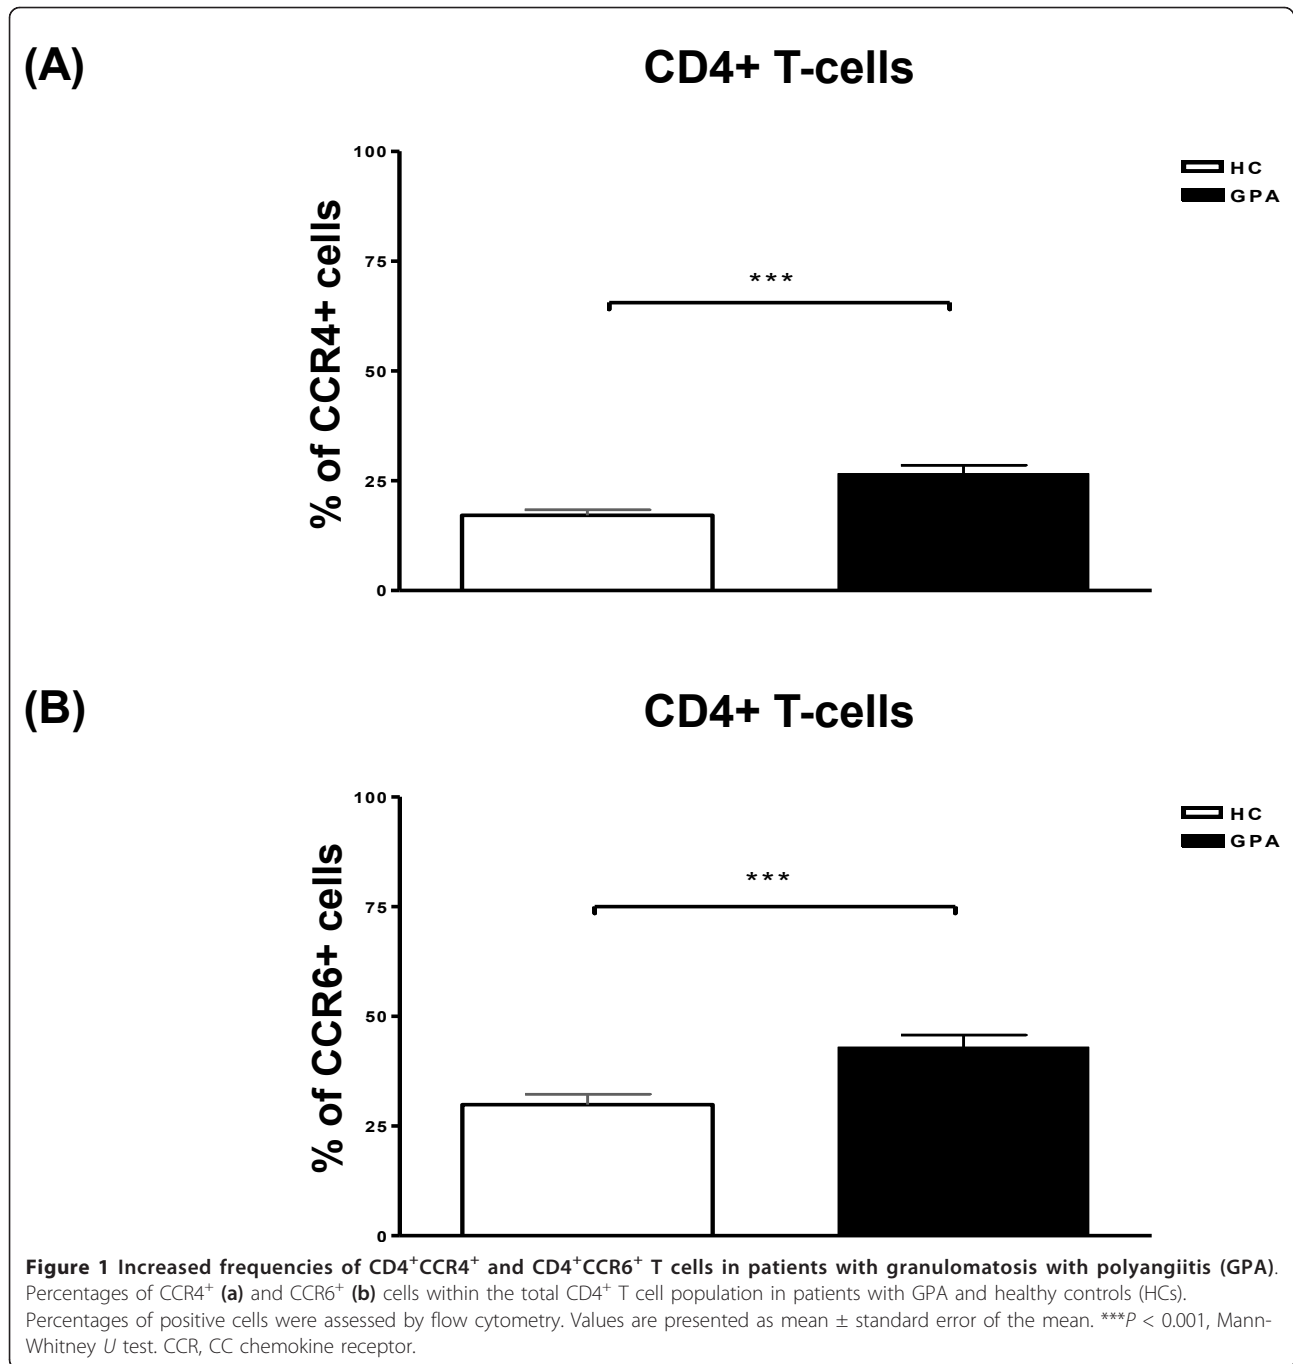 (A)
CD4+ T-cells
% of CCR4+ cells
100
75
50
25
0
***
HC
GPA
(B)
CD4+ T-cells
% of CCR6+ cells
100
75
50
25
0
***
HC
GPA
Figure 1 Increased frequencies of CD4⁺CCR4⁺ and CD4⁺CCR6⁺ T cells in patients with granulomatosis with polyangiitis (GPA).
Percentages of CCR4⁺ (a) and CCR6⁺ (b) cells within the total CD4⁺ T cell population in patients with GPA and healthy controls (HCs).
Percentages of positive cells were assessed by flow cytometry. Values are presented as mean ± standard error of the mean. ***P < 0.001, Mann-
Whitney U test. CCR, CC chemokine receptor.